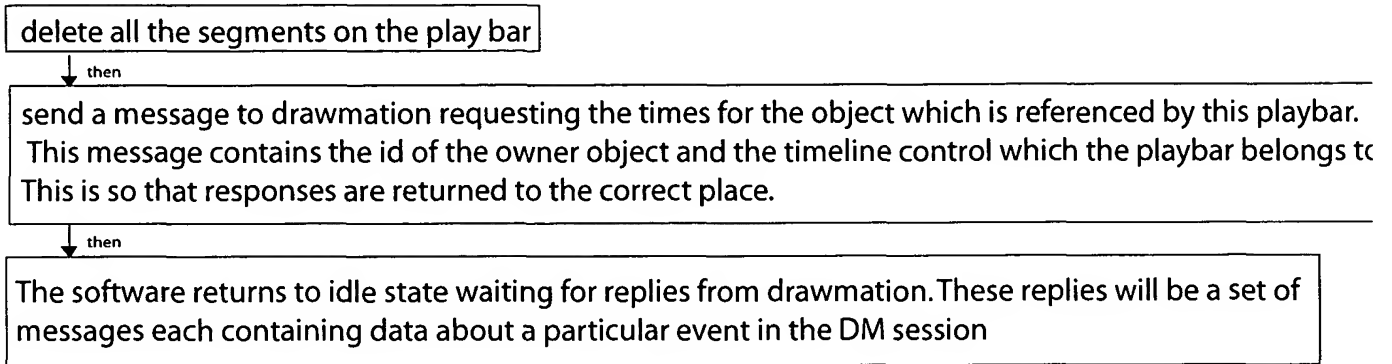 delete all the segments on the play bar
then
send a message to drawmation requesting the times for the object which is referenced by this playbar.
This message contains the id of the owner object and the timeline control which the playbar belongs to
This is so that responses are returned to the correct place.
then
The software returns to idle state waiting for replies from drawmation. These replies will be a set of
messages each containing data about a particular event in the DM session